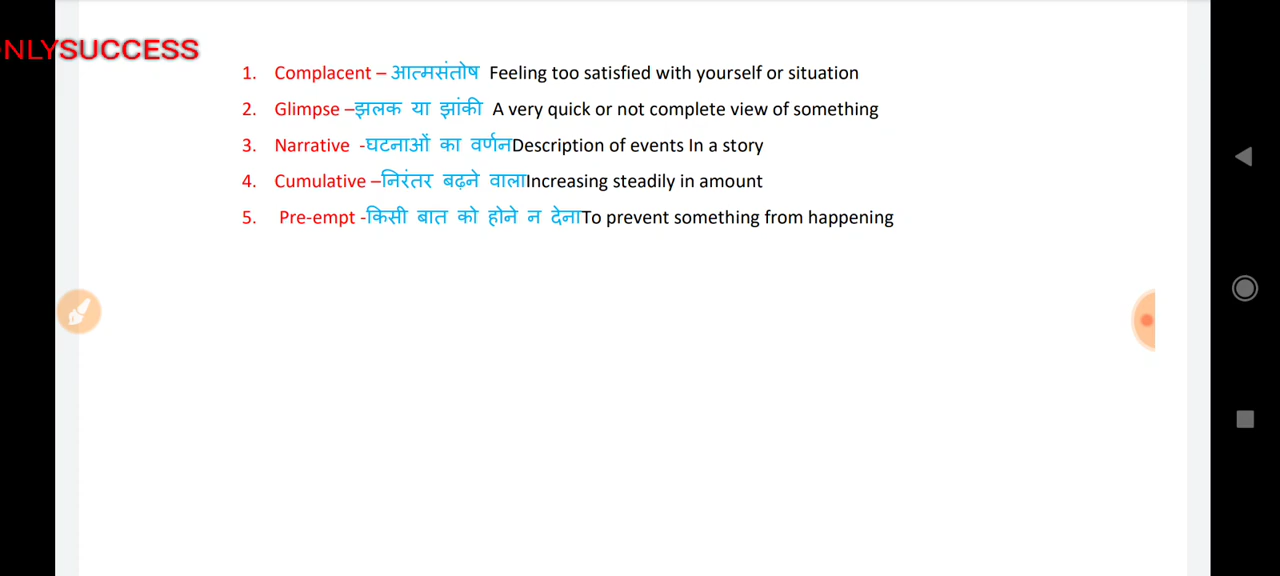 NLYSUCCESS
1. Complacent – आत्मसंतोष Feeling too satisfied with yourself or situation
2. Glimpse –झलक या झांकी A very quick or not complete view of something
3. Narrative -घटनाओं का वर्णनDescription of events In a story
4. Cumulative –निरंतर बढ़ने वालाIncreasing steadily in amount
5. Pre-empt -किसी बात को होने न देनाTo prevent something from happening